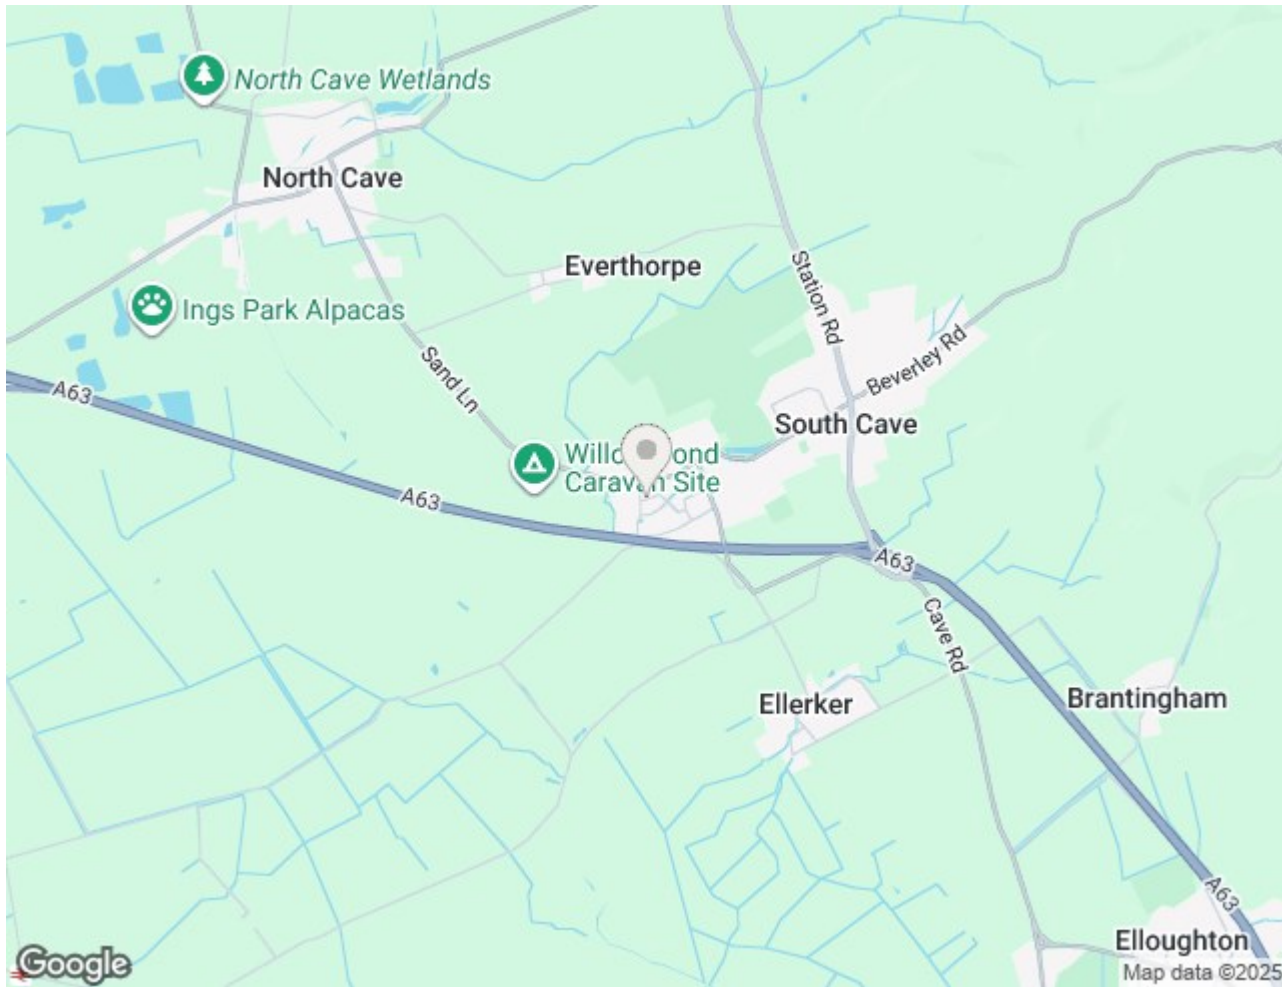 North Cave Wetlands
North Cave
Everthorpe
Station Rd
Ings Park Alpacas
Beverley Rd
Sand Ln
A63
South Cave
Caravan Site
A63
A63
Cave Rd
Ellerker
Brantingham
A63
Elloughton
Google
Map data ©2025